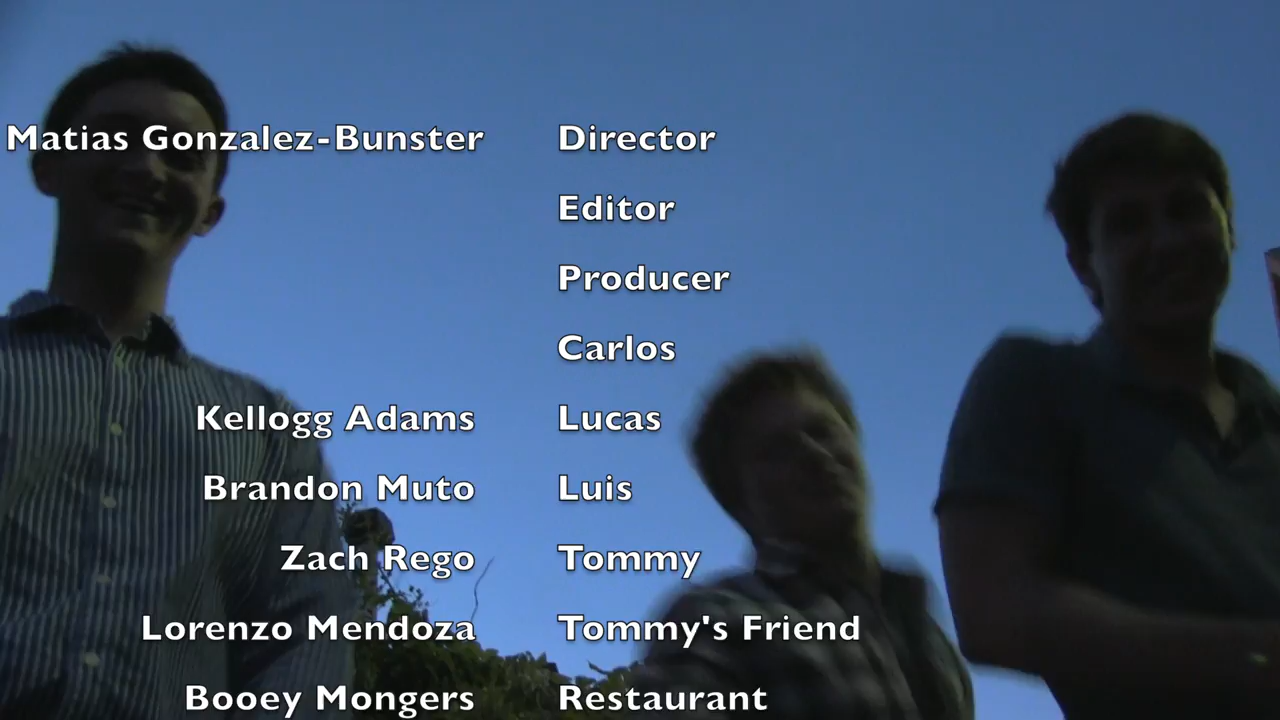 Matias Gonzalez-Bunster Director
Editor
Producer
Carlos
Kellogg Adams Lucas
Brandon Muto Luis
Zach Rego Tommy
Lorenzo Mendoza Tommy's Friend
Booey Mongers Restaurant